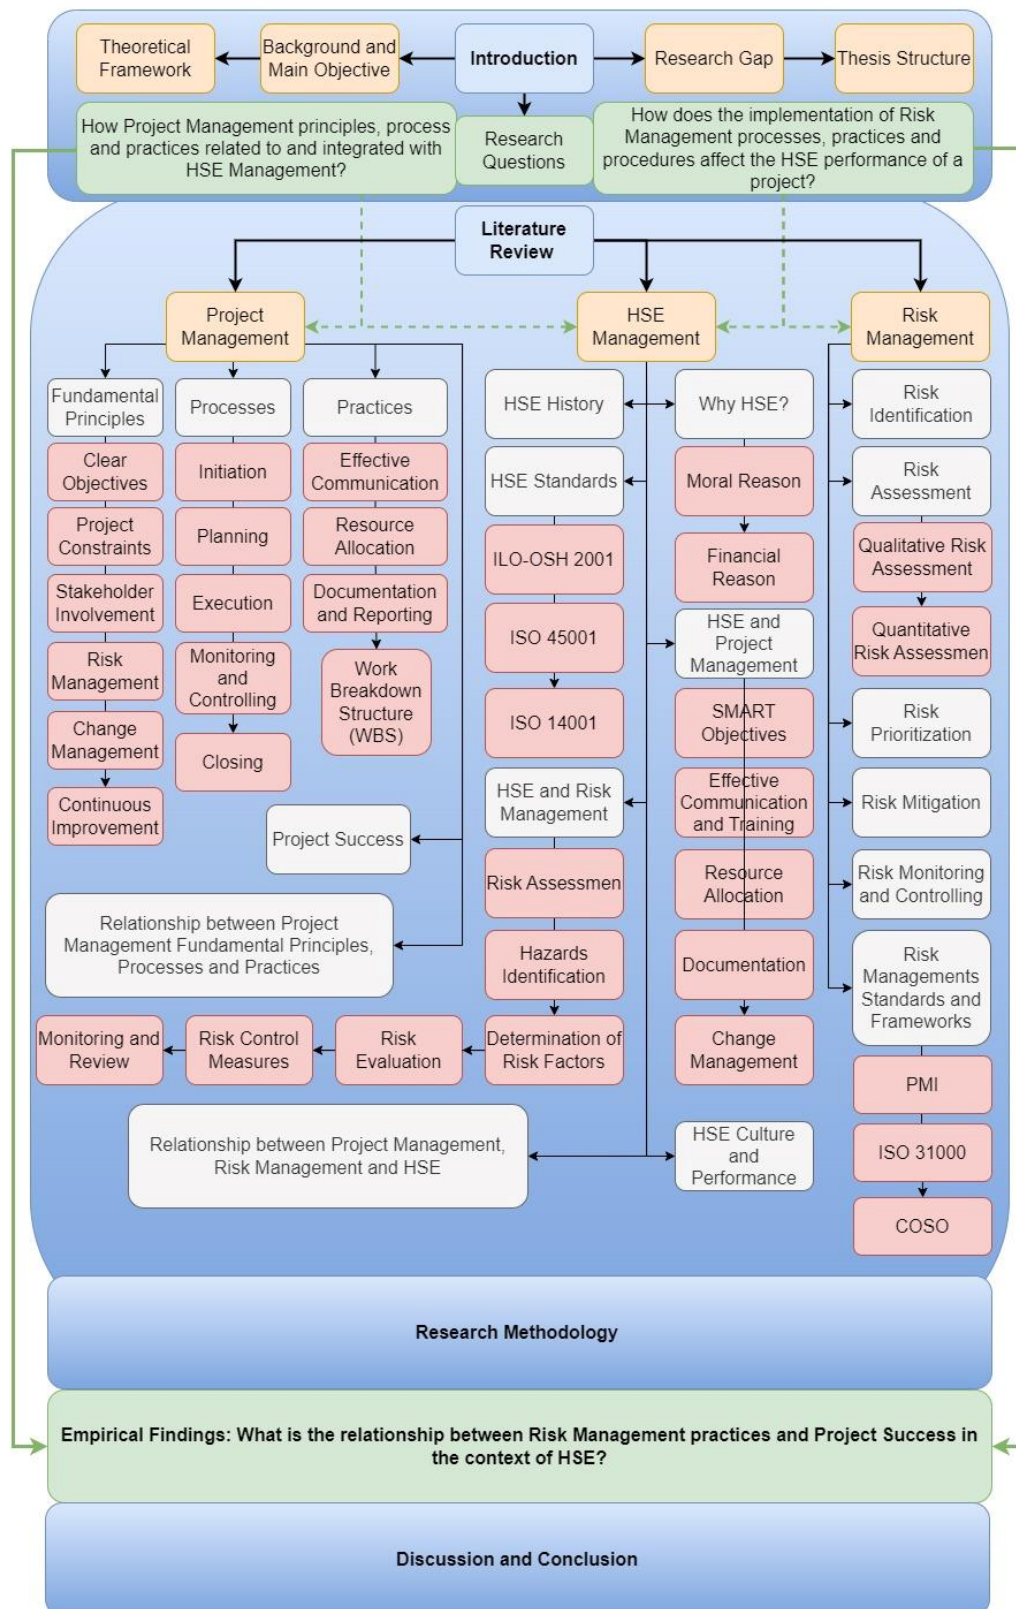 Theoretical
Framework
Background and
Main Objective
Introduction
Research Gap
Thesis Structure
How Project Management principles, process
and practices related to and integrated with
HSE Management?
Research
Questions
How does the implementation of Risk
Management processes, practices and
procedures affect the HSE performance of a
project?
Literature
Review
Project
Management
HSE
Management
Risk
Management
Fundamental
Principles
Clear
Objectives
Project
Constraints
Stakeholder
Involvement
Risk
Management
Change
Management
Continuous
Improvement
Processes
Initiation
Planning
Execution
Monitoring
and
Controlling
Closing
Practices
Effective
Communication
Resource
Allocation
Documentation
and Reporting
Work
Breakdown
Structure
(WBS)
Project Success
Relationship between Project
Management Fundamental Principles,
Processes and Practices
HSE History
HSE Standards
ILO-OSH 2001
ISO 45001
ISO 14001
HSE and Risk
Management
Risk Assessmen
Hazards
Identification
Determination of
Risk Factors
Risk
Evaluation
Risk Control
Measures
Monitoring and
Review
Relationship between Project Management,
Risk Management and HSE
Why HSE?
Moral Reason
Financial
Reason
HSE and
Project
Management
SMART
Objectives
Effective
Communication
and Training
Resource
Allocation
Documentation
Change
Management
HSE Culture
and
Performance
Risk
Identification
Risk
Assessment
Qualitative Risk
Assessment
Quantitative
Risk Assessmen
Risk
Prioritization
Risk Mitigation
Risk Monitoring
and Controlling
Risk
Managements
Standards and
Frameworks
PMI
ISO 31000
COSO
Research Methodology
Empirical Findings: What is the relationship between Risk Management practices and Project Success in
the context of HSE?
Discussion and Conclusion